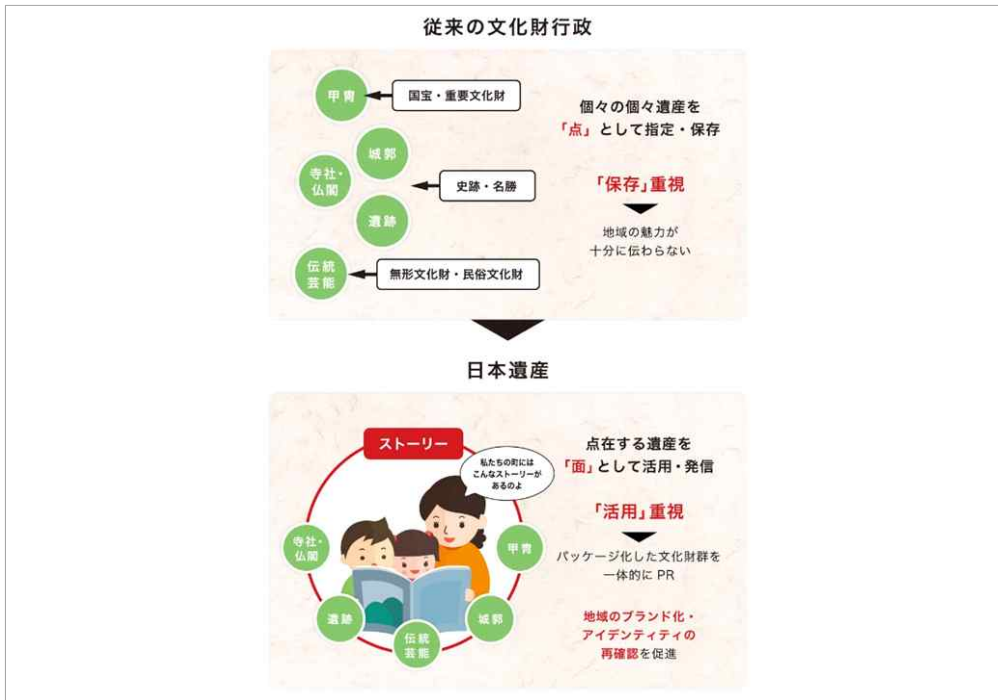 従来の文化財行政
甲冑
国宝・重要文化財
城郭
寺社・
仏閣
史跡・名勝
遺跡
伝統
芸能
無形文化財・民俗文化財
個々の個々遺産を
「点」として指定・保存
「保存」重視
地域の魅力が
十分に伝わらない
日本遺産
ストーリー
私たちの町には
こんなストーリーが
あるのよ
寺社・
仏閣
甲冑
遺跡
城郭
伝統
芸能
点在する遺産を
「面」として活用・発信
「活用」重視
パッケージ化した文化財群を
一体的に PR
地域のブランド化・
アイデンティティの
再確認を促進